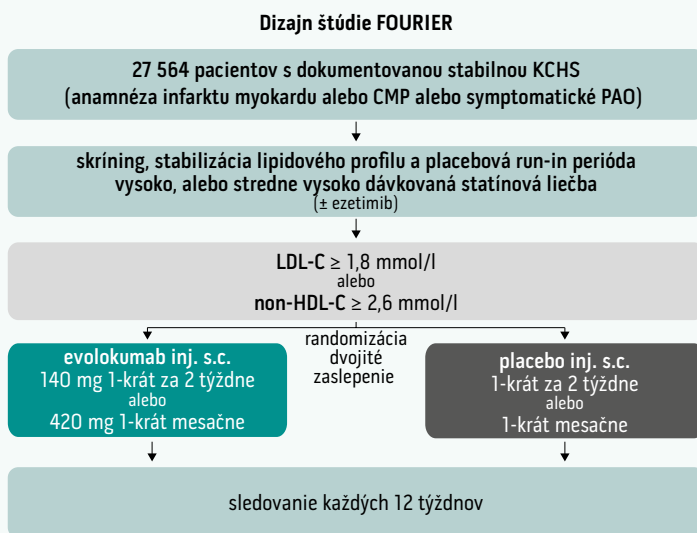 Dizajn štúdie FOURIER
27 564 pacientov s dokumentovanou stabilnou KCHS
(anamnéza infarktu myokardu alebo CMP alebo symptomatické PAO)
skríning, stabilizácia lipidového profilu a placebová run-in perióda
vysoko, alebo stredne vysoko dávkovaná statínová liečba
(± ezetimib)
LDL-C ≥ 1,8 mmol/l
alebo
non-HDL-C ≥ 2,6 mmol/l
randomizácia
dvojité
zaslepenie
evolokumab inj. s.c.
140 mg 1-krát za 2 týždne
alebo
420 mg 1-krát mesačne
placebo inj. s.c.
1-krát za 2 týždne
alebo
1-krát mesačne
sledovanie každých 12 týždnov